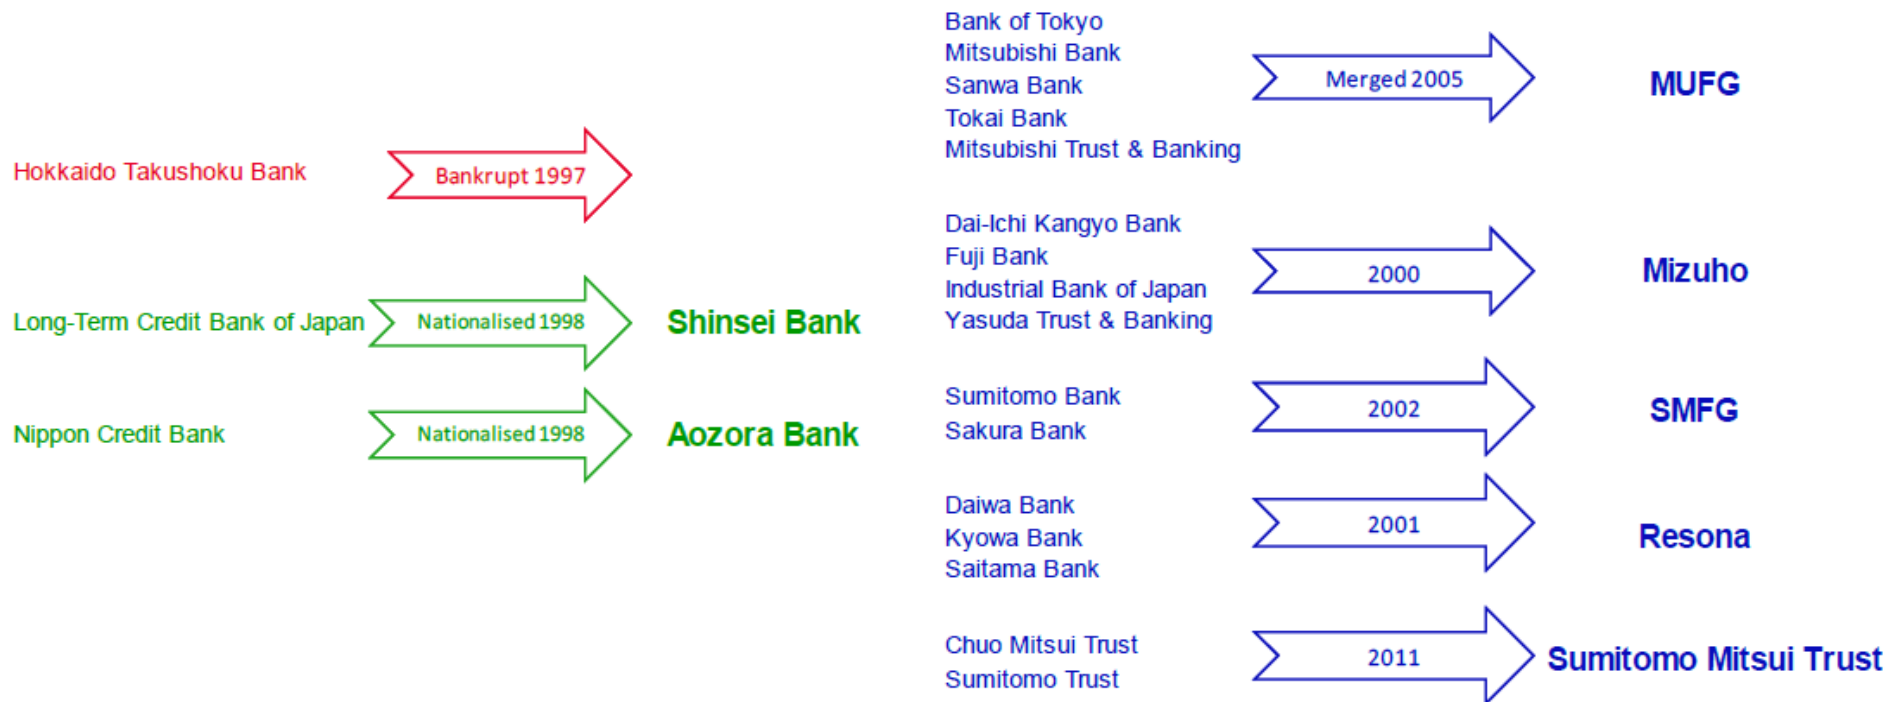 Hokkaido Takushoku Bank
Bankrupt 1997
Long-Term Credit Bank of Japan
Nationalised 1998
Shinsei Bank
Nippon Credit Bank
Nationalised 1998
Aozora Bank
Bank of Tokyo
Mitsubishi Bank
Sanwa Bank
Tokai Bank
Mitsubishi Trust & Banking
Merged 2005
MUFG
Dai-Ichi Kangyo Bank
Fuji Bank
Industrial Bank of Japan
Yasuda Trust & Banking
2000
Mizuho
Sumitomo Bank
Sakura Bank
2002
SMFG
Daiwa Bank
Kyowa Bank
Saitama Bank
2001
Resona
Chuo Mitsui Trust
Sumitomo Trust
2011
Sumitomo Mitsui Trust